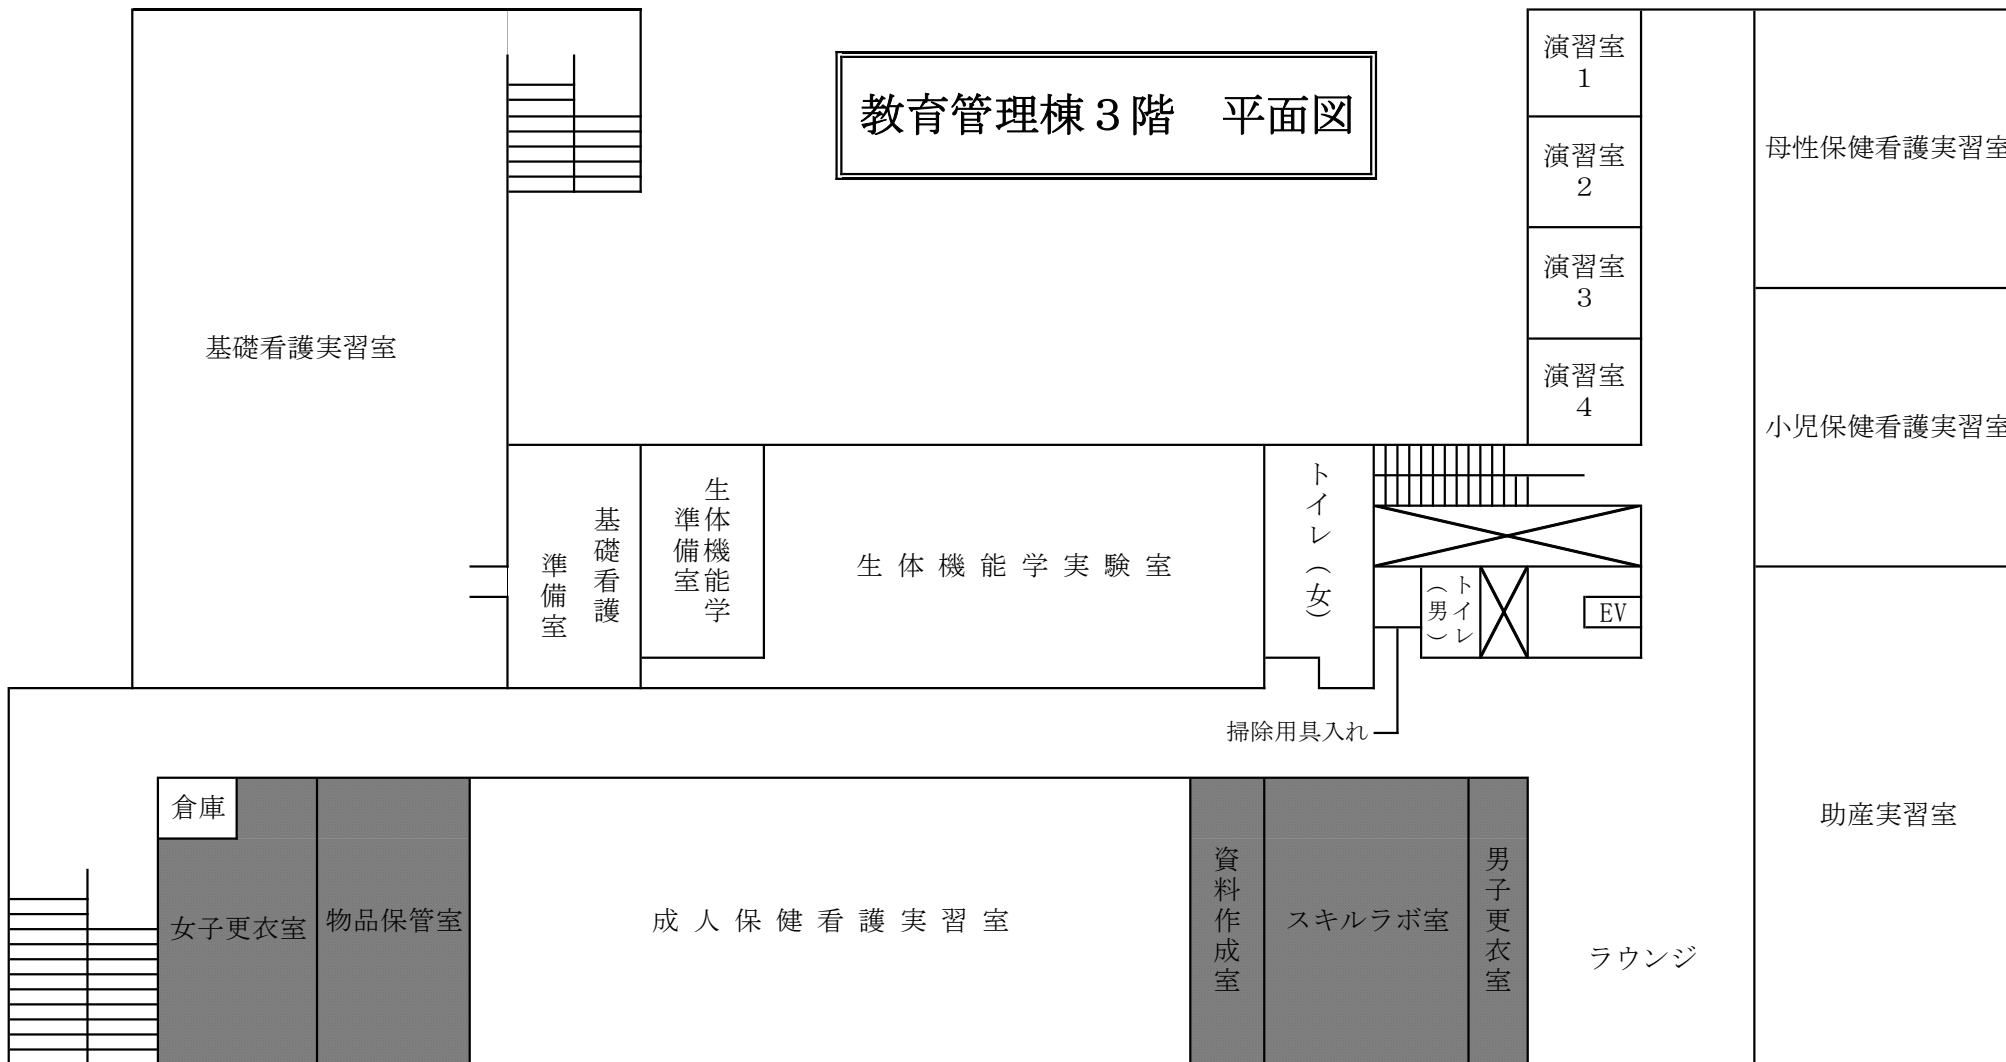 教育管理棟３階　平面図
演習室
1
演習室
2
演習室
3
演習室
4
母性保健看護実習室
小児保健看護実習室
助産実習室
基礎看護実習室
基礎看護
準備室
生体機能学
準備室
生体機能学実験室
トイレ（女）
トイレ
（男）
EV
掃除用具入れ
倉庫
女子更衣室
物品保管室
成人保健看護実習室
資料作成室
スキルラボ室
男子更衣室
ラウンジ